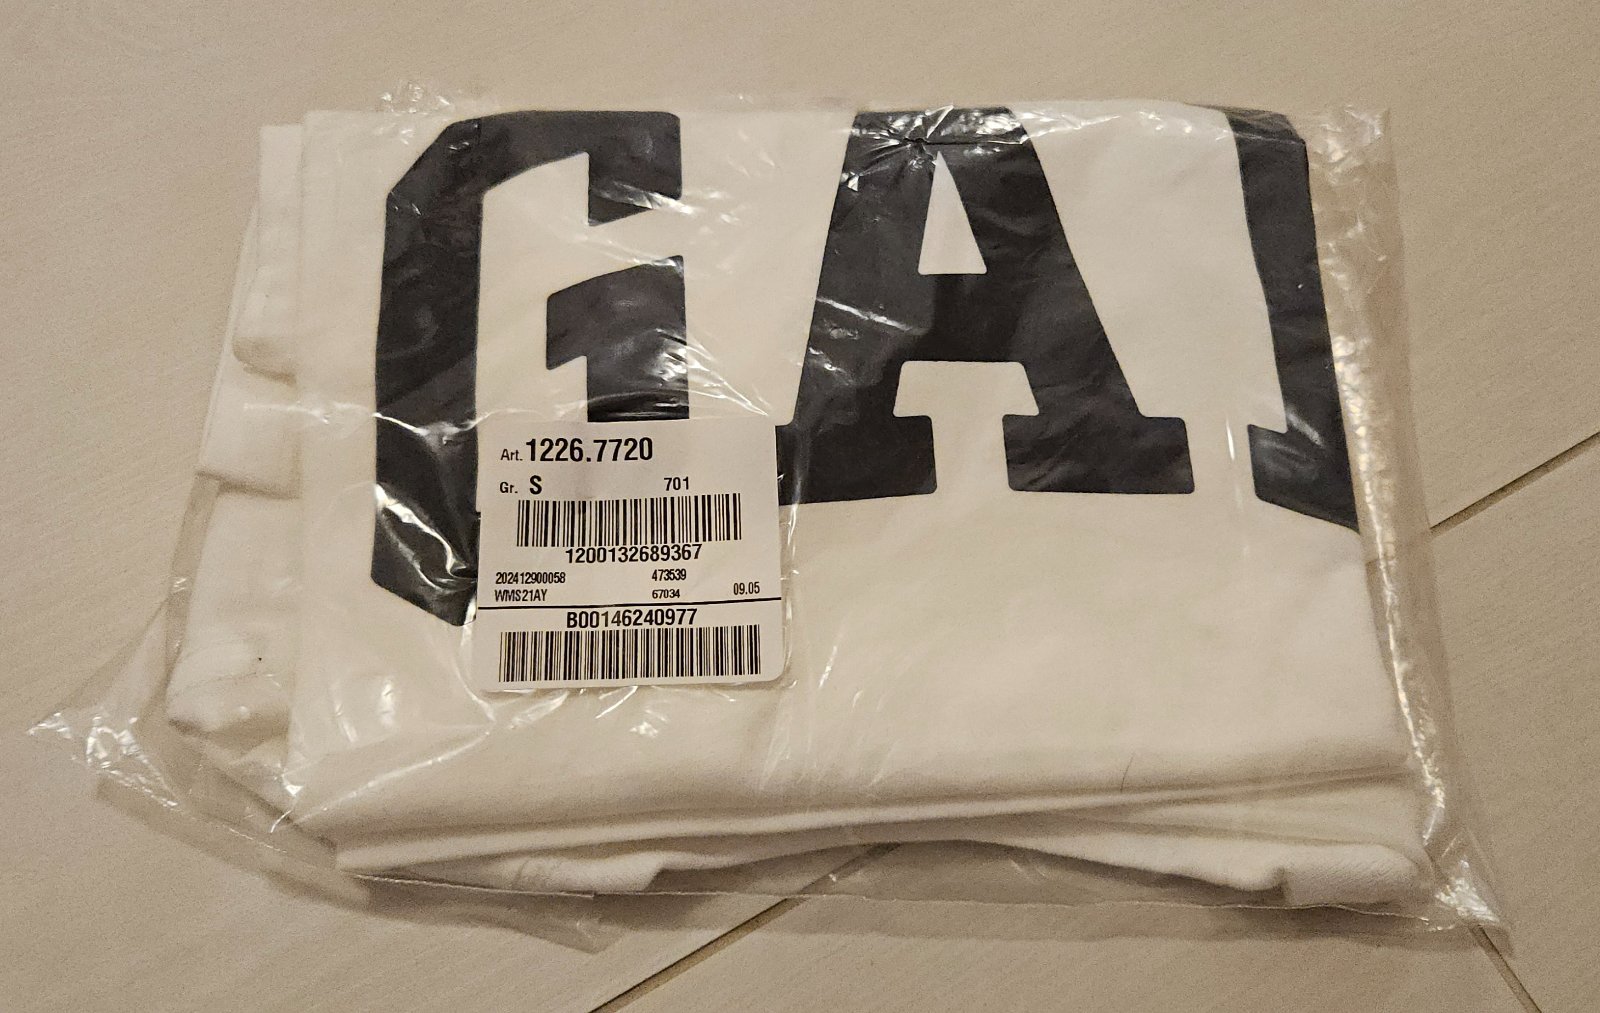 GA
Art. 1226.7720
Gr. S 701
1200132689367
202412900058 473539
WMS21AY 67034 09.05
B00146240977